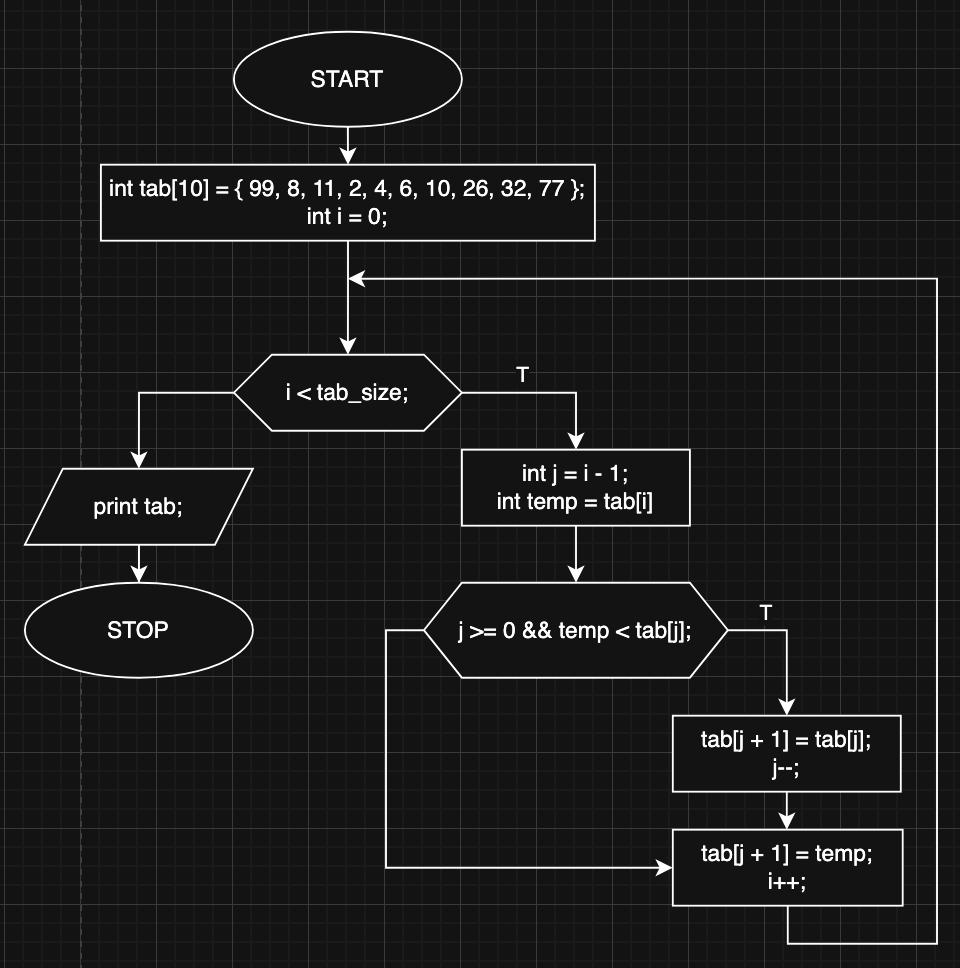 START
int tab[10] = { 99, 8, 11, 2, 4, 6, 10, 26, 32, 77 };
int i = 0;
i < tab_size;
T
print tab;
STOP
int j = i - 1;
int temp = tab[i]
j >= 0 && temp < tab[j];
T
tab[j + 1] = tab[j];
j--;
tab[j + 1] = temp;
i++;